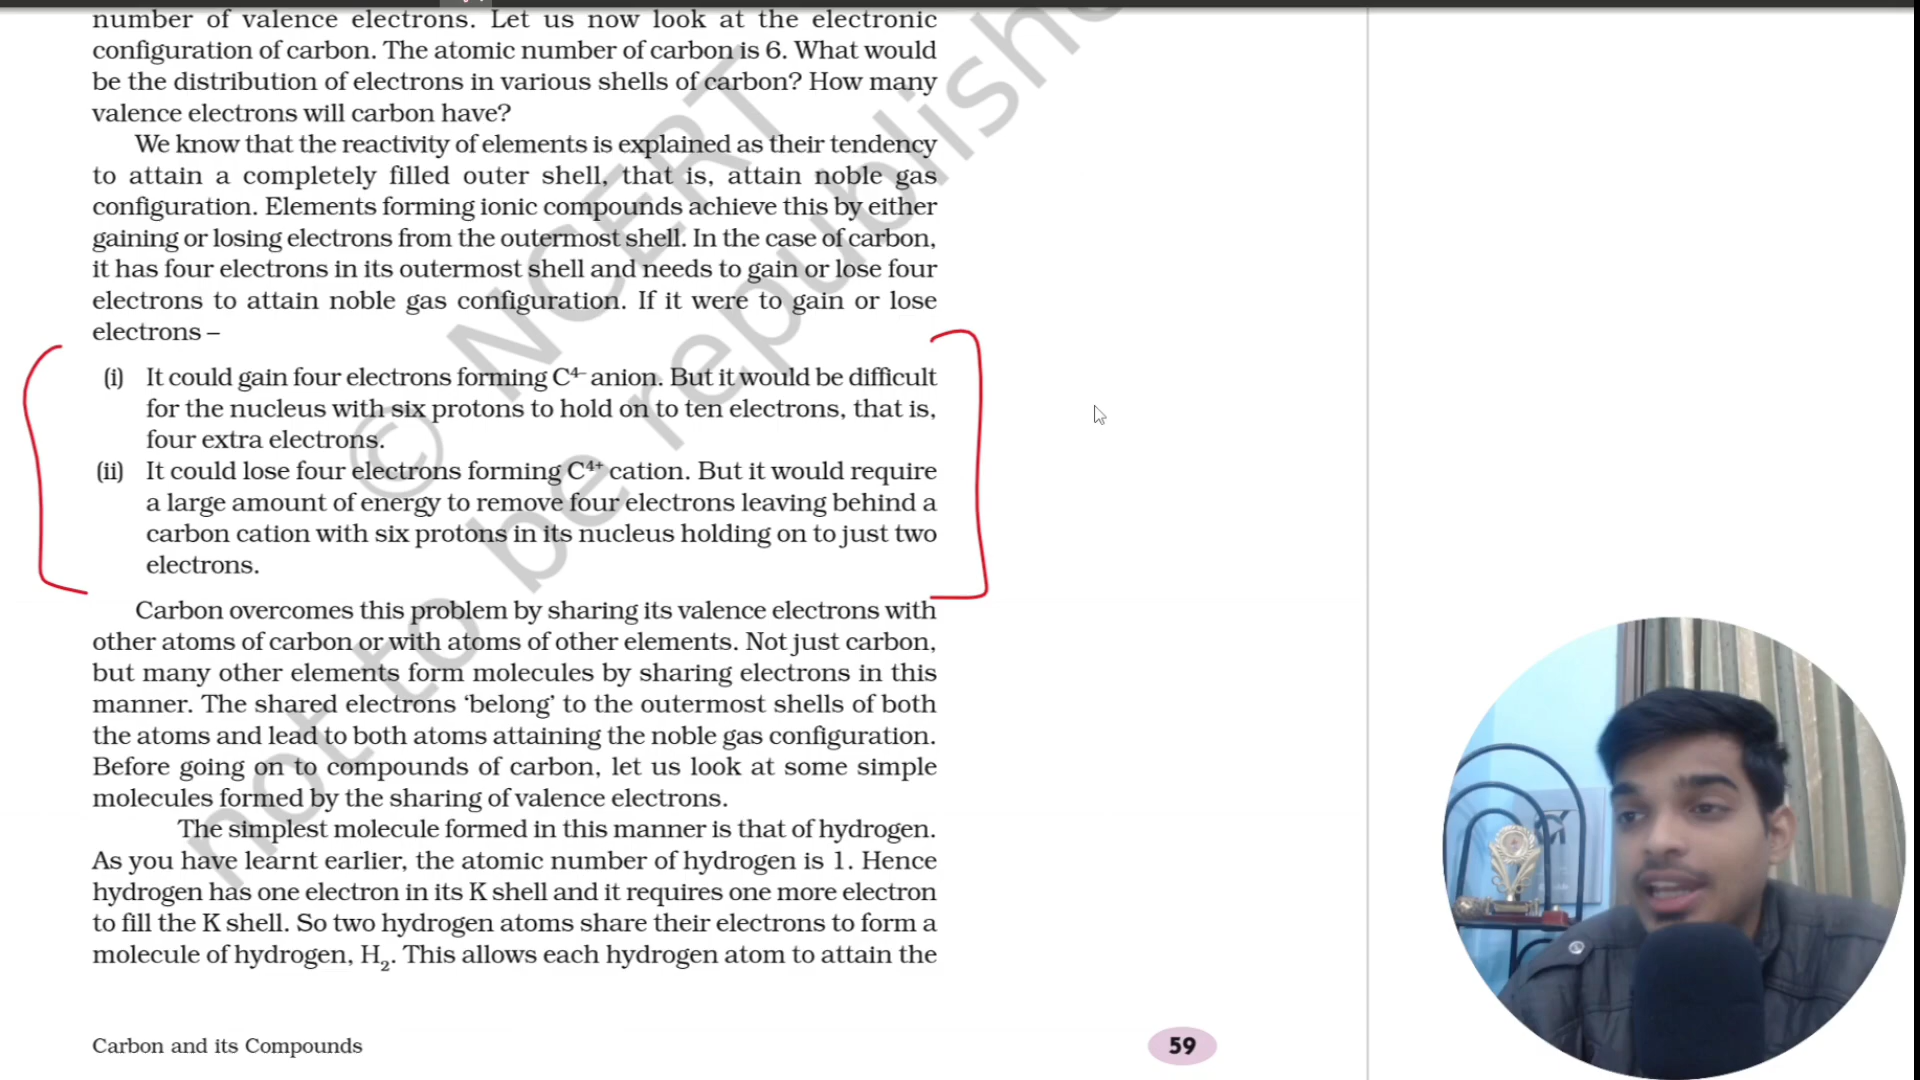 number of valence electrons. Let us now look at the electronic
configuration of carbon. The atomic number of carbon is 6. What would
be the distribution of electrons in various shells of carbon? How many
valence electrons will carbon have?
We know that the reactivity of elements is explained as their tendency
to attain a completely filled outer shell, that is, attain noble gas
configuration. Elements forming ionic compounds achieve this by either
gaining or losing electrons from the outermost shell. In the case of carbon,
it has four electrons in its outermost shell and needs to gain or lose four
electrons to attain noble gas configuration. If it were to gain or lose
electrons –
(i) It could gain four electrons forming C⁴⁻ anion. But it would be difficult
for the nucleus with six protons to hold on to ten electrons, that is,
four extra electrons.
(ii) It could lose four electrons forming C⁴⁺ cation. But it would require
a large amount of energy to remove four electrons leaving behind a
carbon cation with six protons in its nucleus holding on to just two
electrons.
Carbon overcomes this problem by sharing its valence electrons with
other atoms of carbon or with atoms of other elements. Not just carbon,
but many other elements form molecules by sharing electrons in this
manner. The shared electrons ‘belong’ to the outermost shells of both
the atoms and lead to both atoms attaining the noble gas configuration.
Before going on to compounds of carbon, let us look at some simple
molecules formed by the sharing of valence electrons.
The simplest molecule formed in this manner is that of hydrogen.
As you have learnt earlier, the atomic number of hydrogen is 1. Hence
hydrogen has one electron in its K shell and it requires one more electron
to fill the K shell. So two hydrogen atoms share their electrons to form a
molecule of hydrogen, H₂. This allows each hydrogen atom to attain the
Carbon and its Compounds
59
© NCERT
not to be republishe